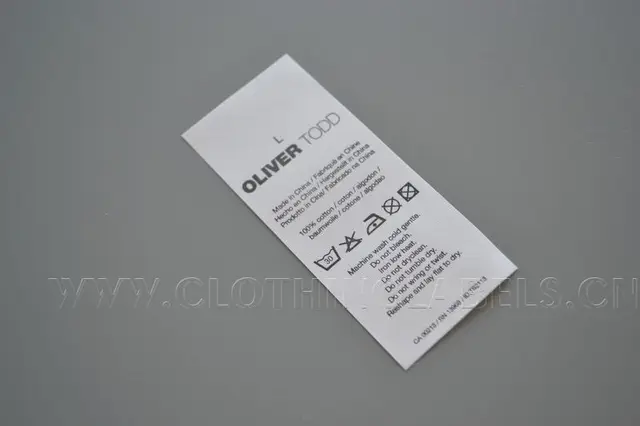 L
OLIVER TODD
Made in China / Fabriqué en Chine
Hecho en China / Hergestellt in China
Prodotto in Cina/ Fabricado na China
100% cotton / coton / algodon /
baumwolle / cotone / algodao
30
Machine wash cold gentle.
Do not bleach.
Iron low heat.
Do not dryclean.
Do not tumble dry.
Do not wring or twist.
Reshape and lay flat to dry.
WWW.CLOTHINGLABELS.CN